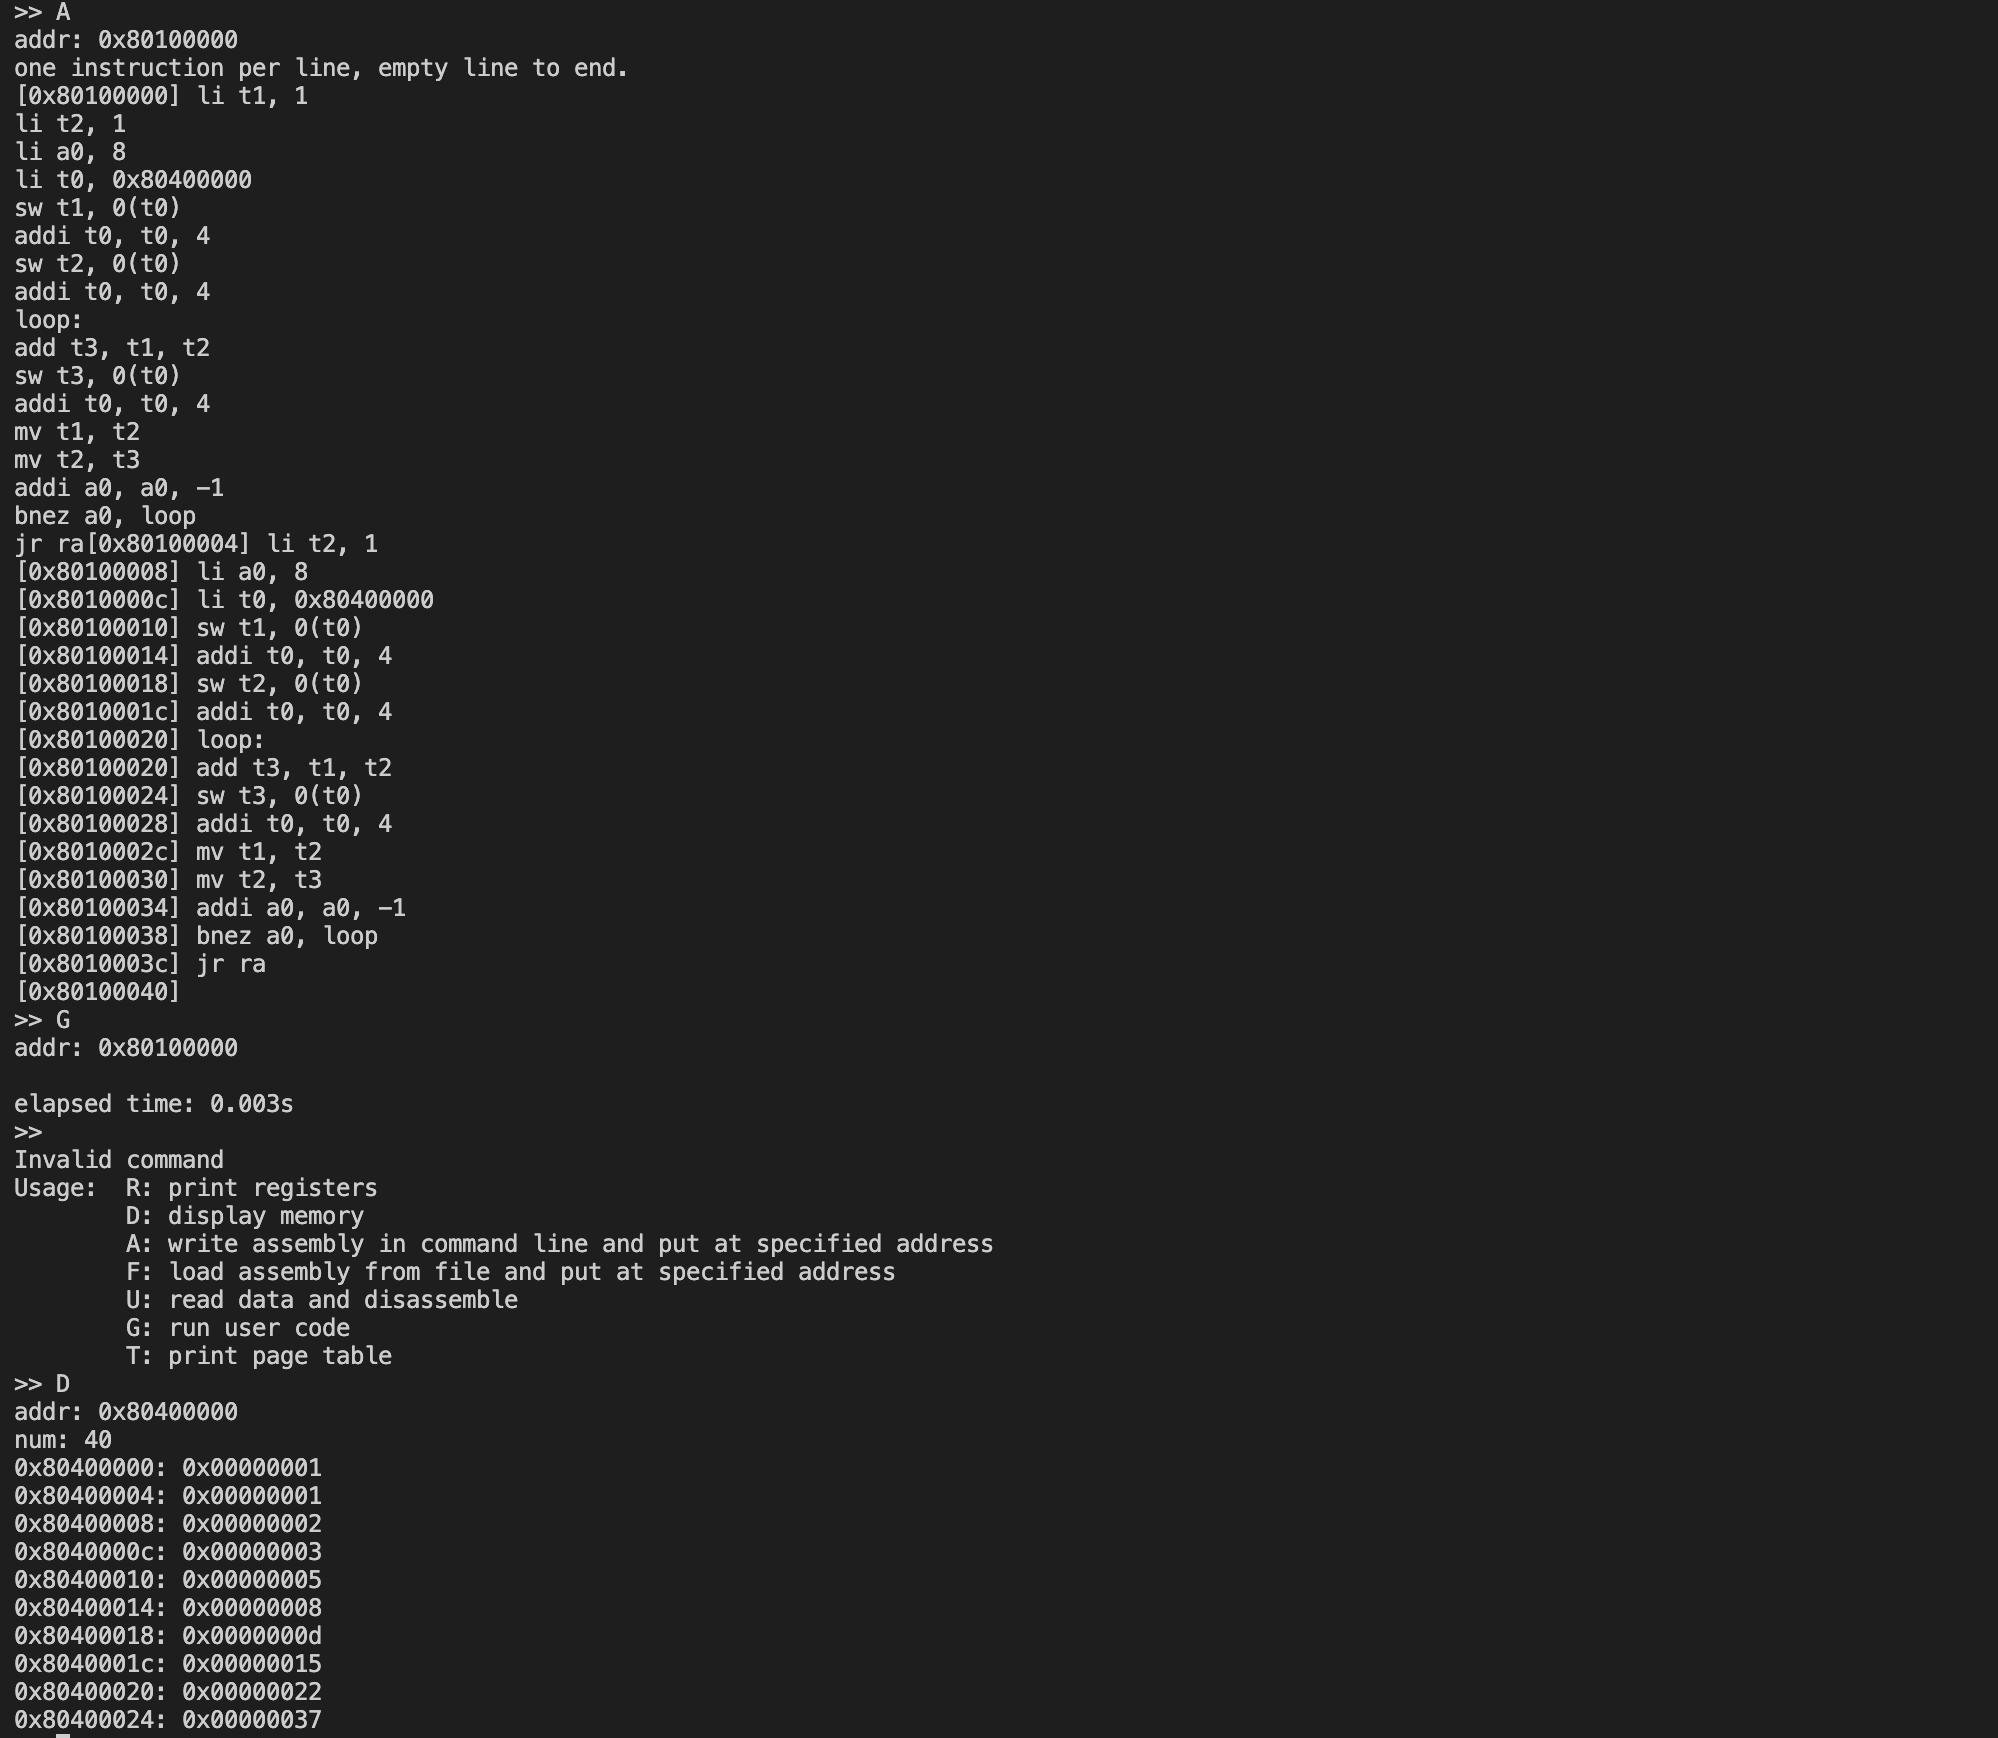 >> A
addr: 0x80100000
one instruction per line, empty line to end.
[0x80100000] li t1, 1
li t2, 1
li a0, 8
li t0, 0x80400000
sw t1, 0(t0)
addi t0, t0, 4
sw t2, 0(t0)
addi t0, t0, 4
loop:
add t3, t1, t2
sw t3, 0(t0)
addi t0, t0, 4
mv t1, t2
mv t2, t3
addi a0, a0, -1
bnez a0, loop
jr ra[0x80100004] li t2, 1
[0x80100008] li a0, 8
[0x8010000c] li t0, 0x80400000
[0x80100010] sw t1, 0(t0)
[0x80100014] addi t0, t0, 4
[0x80100018] sw t2, 0(t0)
[0x8010001c] addi t0, t0, 4
[0x80100020] loop:
[0x80100020] add t3, t1, t2
[0x80100024] sw t3, 0(t0)
[0x80100028] addi t0, t0, 4
[0x8010002c] mv t1, t2
[0x80100030] mv t2, t3
[0x80100034] addi a0, a0, -1
[0x80100038] bnez a0, loop
[0x8010003c] jr ra
[0x80100040]
>> G
addr: 0x80100000
elapsed time: 0.003s
>>
Invalid command
Usage:  R: print registers
        D: display memory
        A: write assembly in command line and put at specified address
        F: load assembly from file and put at specified address
        U: read data and disassemble
        G: run user code
        T: print page table
>> D
addr: 0x80400000
num: 40
0x80400000: 0x00000001
0x80400004: 0x00000001
0x80400008: 0x00000002
0x8040000c: 0x00000003
0x80400010: 0x00000005
0x80400014: 0x00000008
0x80400018: 0x0000000d
0x8040001c: 0x00000015
0x80400020: 0x00000022
0x80400024: 0x00000037